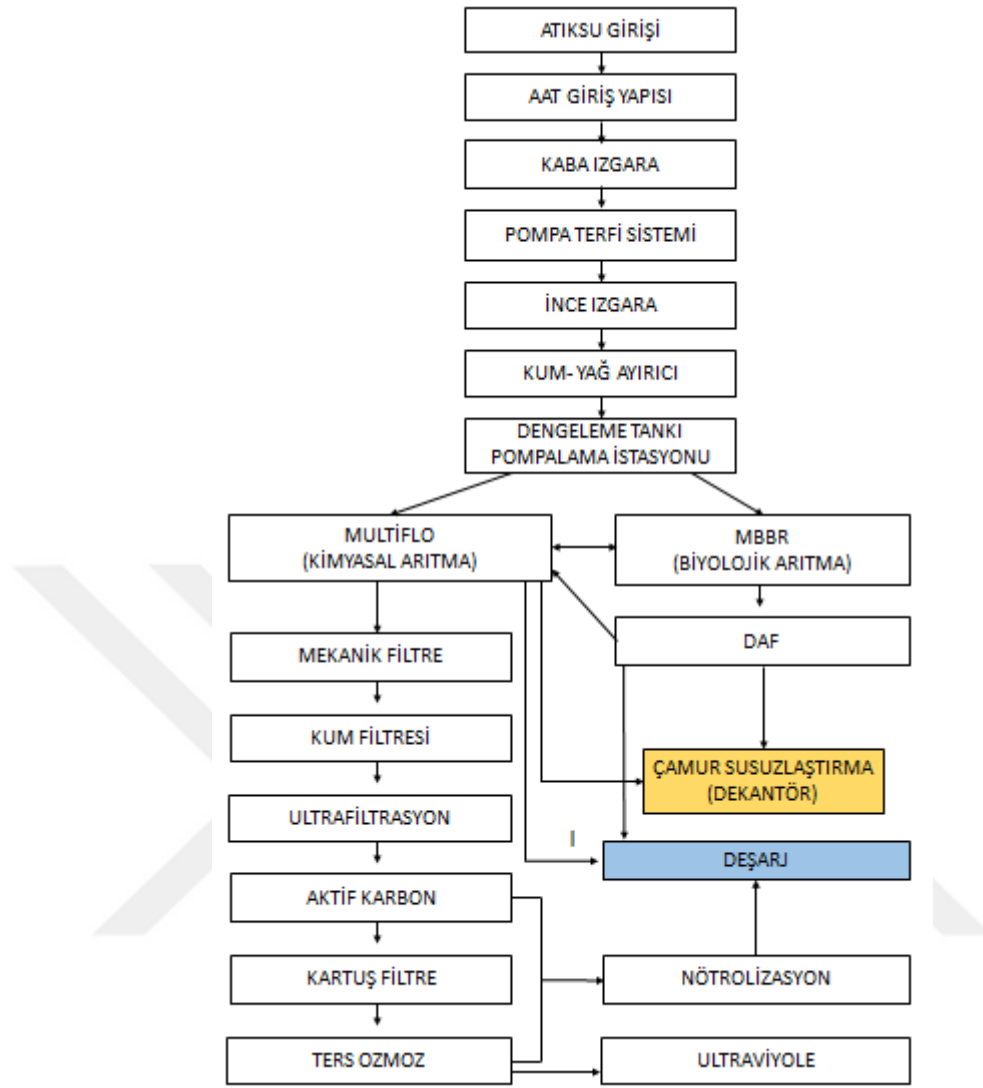 ATIKSU GİRİŞİ
AAT GİRİŞ YAPISI
KABA IZGARA
POMPA TERFİ SİSTEMİ
İNCE IZGARA
KUM- YAĞ AYIRICI
DENGELEME TANKI
POMPALAMA İSTASYONU
MULTİFLO
(KİMYASAL ARITMA)
MBBR
(BİYOLOJİK ARITMA)
MEKANİK FİLTRE
DAF
KUM FİLTRESİ
ÇAMUR SUSUZLAŞTIRMA
(DEKANTÖR)
ULTRAFİLTRASYON
DEŞARJ
AKTİF KARBON
KARTUŞ FİLTRE
NÖTROLİZASYON
TERS OZMOZ
ULTRAVİYOLE